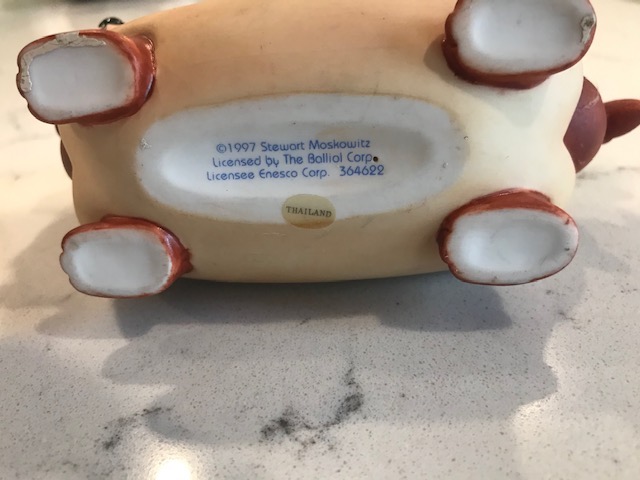 ©1997 Stewart Moskowitz
Licensed by The Balliol Corp.
Licensee Enesco Corp. 364622
THAILAND